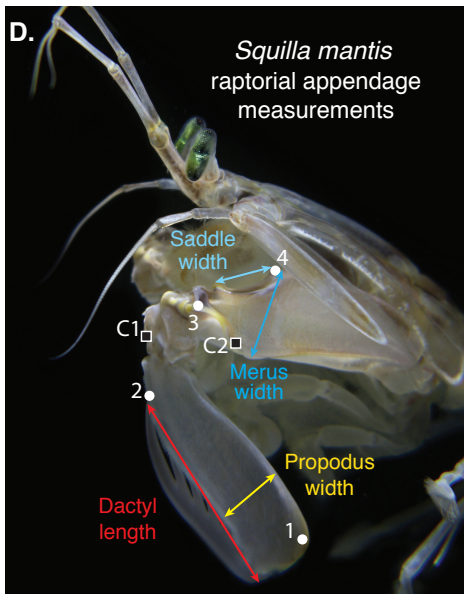 D.
Squilla mantis
raptorial appendage
measurements
Saddle
width
4
3
C1
C2
Merus
width
2
Propodus
width
Dactyl
length
1